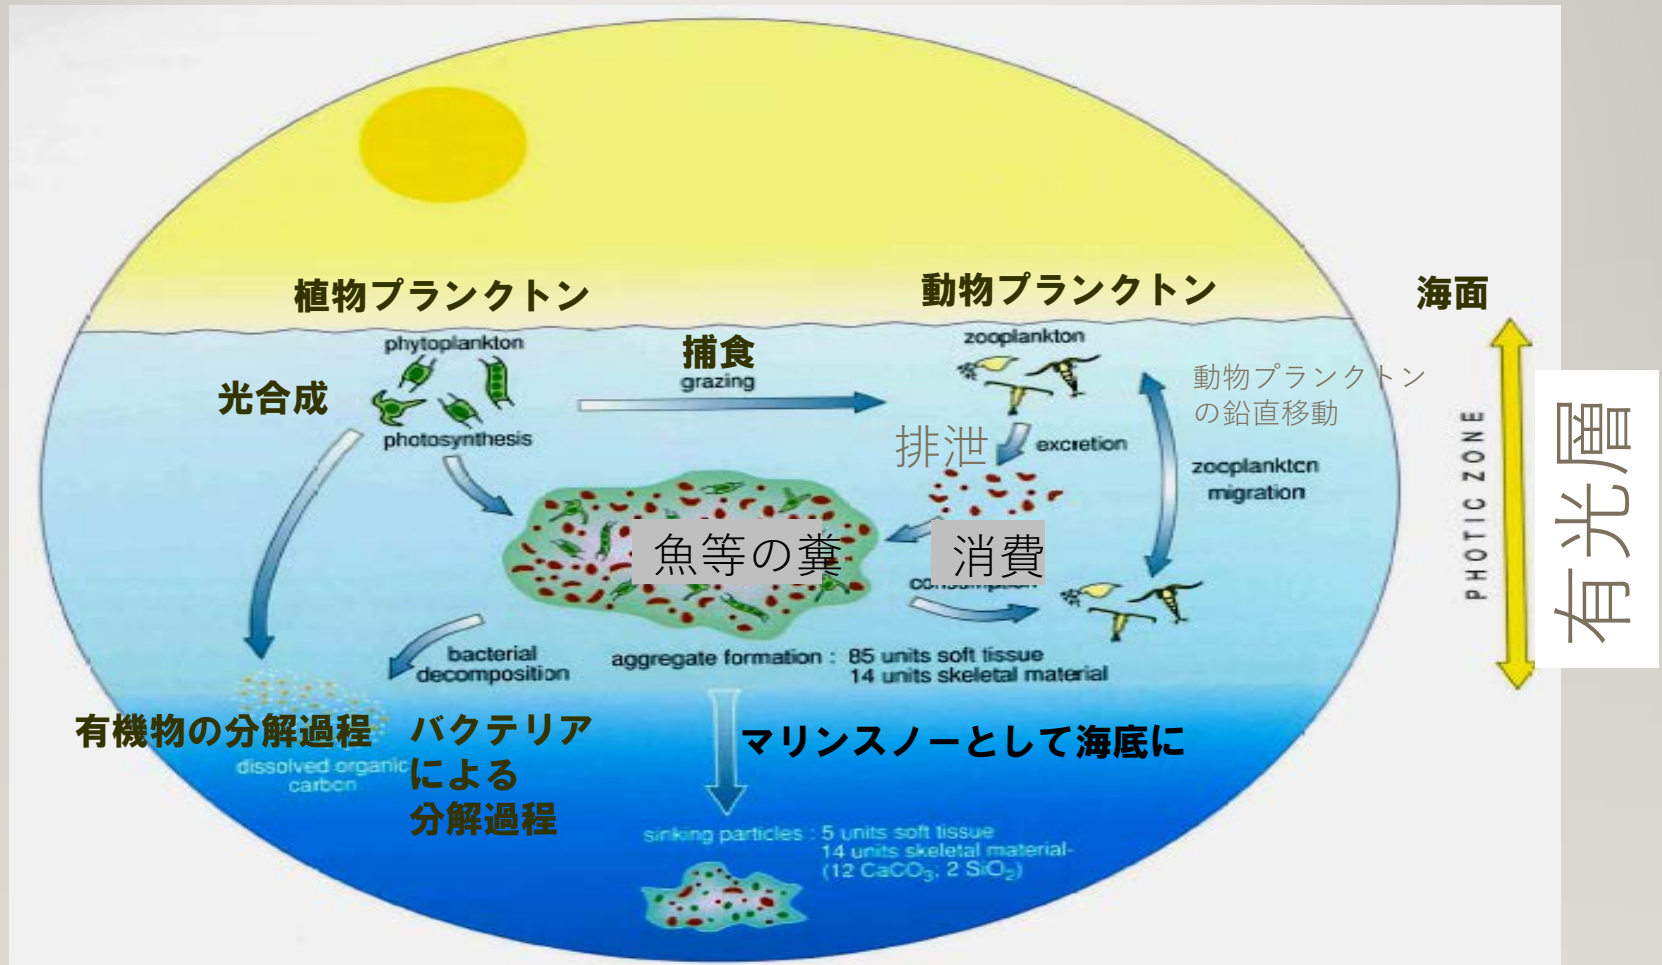 植物プランクトン
動物プランクトン
海面
phytoplankton
zooplankton
捕食
grazing
光合成
動物プランクトン
の鉛直移動
photosynthesis
排泄
excretion
zooplankton
migration
PHOTIC ZONE
有光層
魚等の糞
消費
consumption
bacterial
decomposition
aggregate formation : 85 units soft tissue
14 units skeletal material
有機物の分解過程
バクテリア
による
分解過程
マリンスノーとして海底に
dissolved organic
carbon
sinking particles : 5 units soft tissue
14 units skeletal material-
(12 CaCO₃; 2 SiO₂)